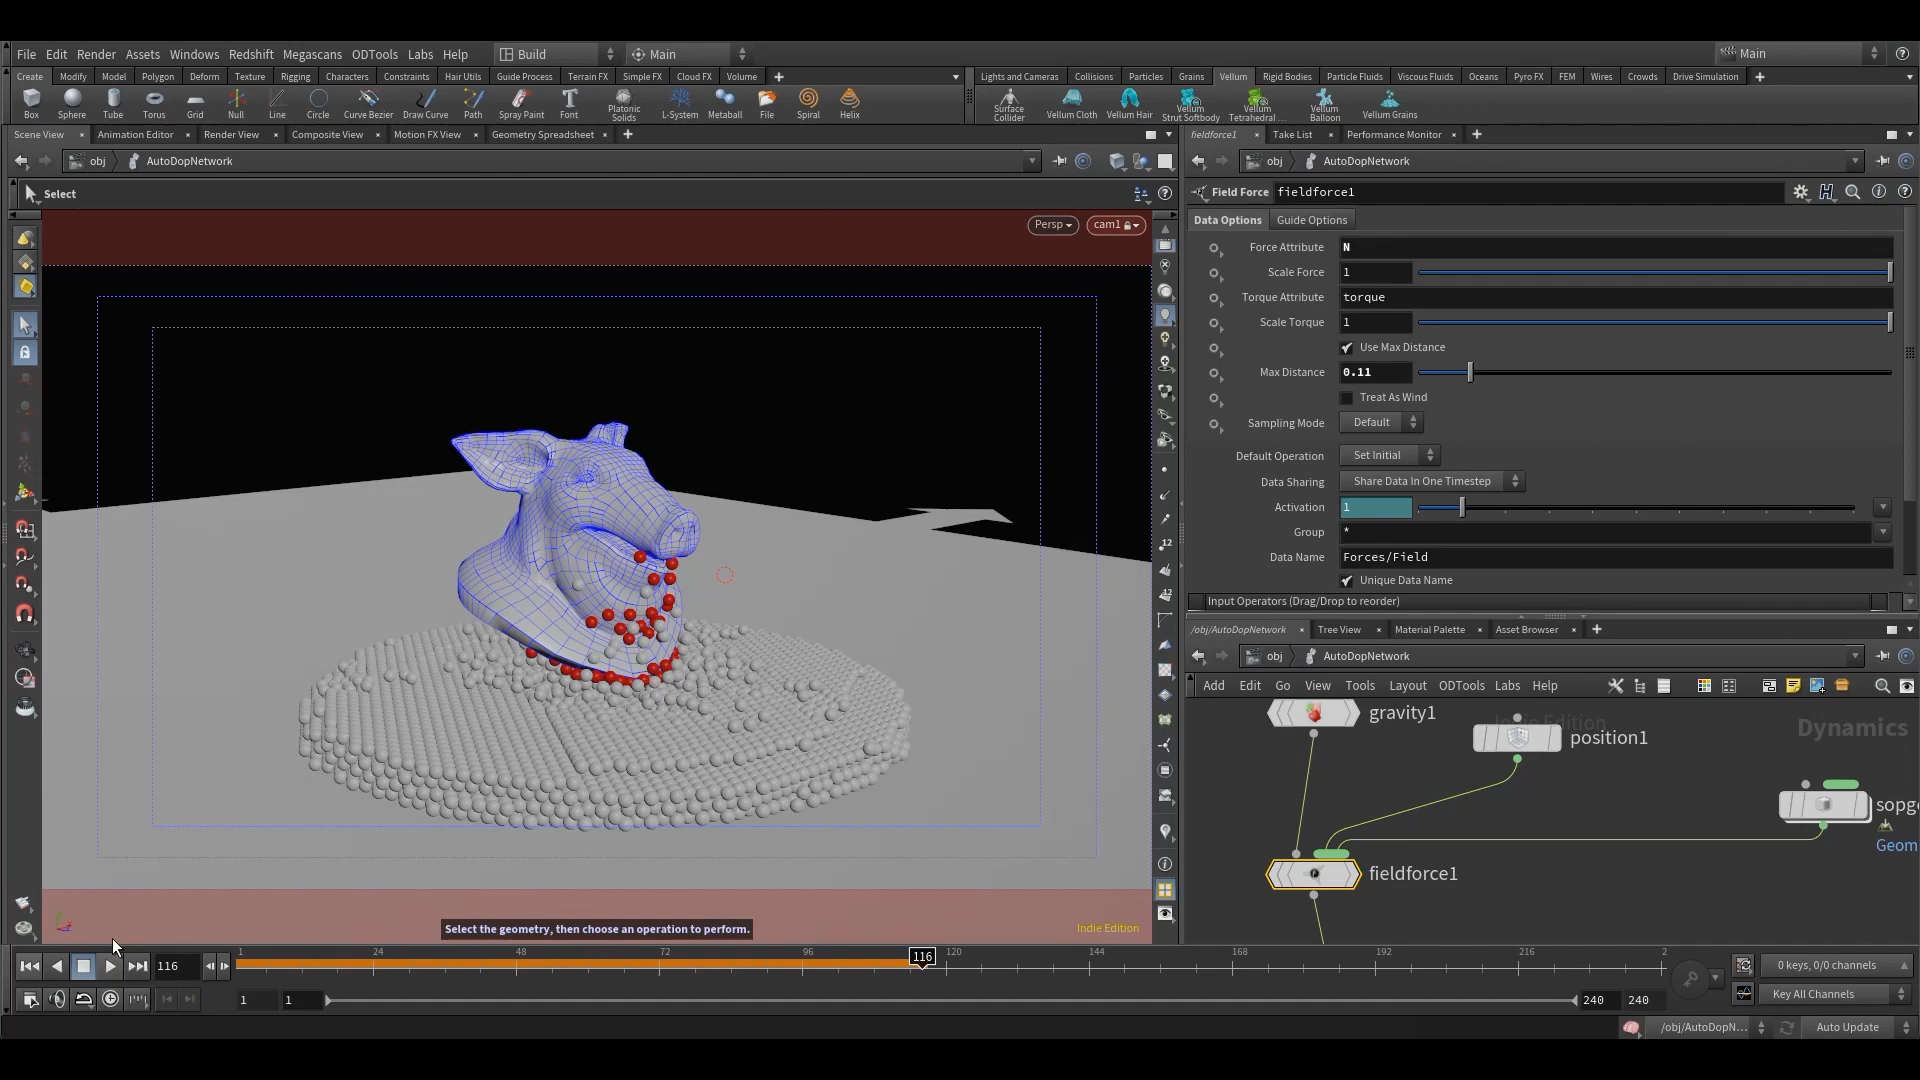 File Edit Render Assets Windows Redshift Megascans ODTools Labs Help Build Main Main
Create Modify Model Polygon Deform Texture Rigging Characters Constraints Hair Utils Guide Process Terrain FX Simple FX Cloud FX Volume
Lights and Cameras Collisions Particles Grains Vellum Rigid Bodies Particle Fluids Viscous Fluids Oceans Pyro FX FEM Wires Crowds Drive Simulation
Box Sphere Tube Torus Grid Null Line Circle Curve Bezier Draw Curve Path Spray Paint Font Platonic Solids L-System Metaball File Spiral Helix
Surface Collider Vellum Cloth Vellum Hair Vellum Strut Softbody Vellum Tetrahedral ... Vellum Balloon Vellum Grains
Scene View Animation Editor Render View Composite View Motion FX View Geometry Spreadsheet
fieldforce1 Take List Performance Monitor
obj AutoDopNetwork
obj AutoDopNetwork
Select
Field Force fieldforce1
Data Options Guide Options
Persp cam1
Force Attribute N
Scale Force 1
Torque Attribute torque
Scale Torque 1
Use Max Distance
Max Distance 0.11
Treat As Wind
Sampling Mode Default
Default Operation Set Initial
Data Sharing Share Data In One Timestep
Activation 1
Group *
Data Name Forces/Field
Unique Data Name
Input Operators (Drag/Drop to reorder)
12
12
/obj/AutoDopNetwork Tree View Material Palette Asset Browser
obj AutoDopNetwork
Add Edit Go View Tools Layout ODTools Labs Help
gravity1
Indie Edition
Dynamics
position1
sopg
Geom
fieldforce1
Select the geometry, then choose an operation to perform.
Indie Edition
116 1 24 48 72 96 116 120 144 168 192 216 2
0 keys, 0/0 channels
1 1 240 240
Key All Channels
/obj/AutoDopN... Auto Update